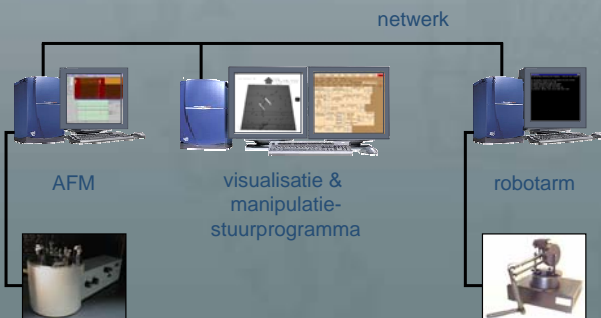 netwerk
AFM
visualisatie &
manipulatie-
stuurprogramma
robotarm